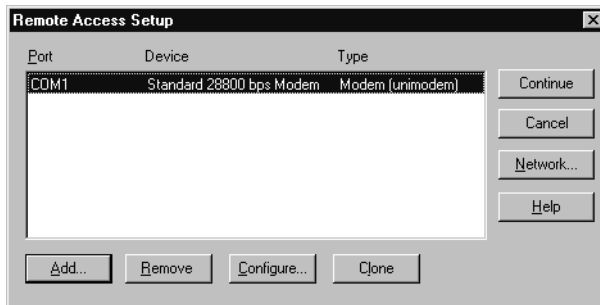 Remote Access Setup
Port Device Type
COM1 Standard 28800 bps Modem Modem (unimodem)
Continue
Cancel
Network...
Help
Add... Remove Configure... Clone